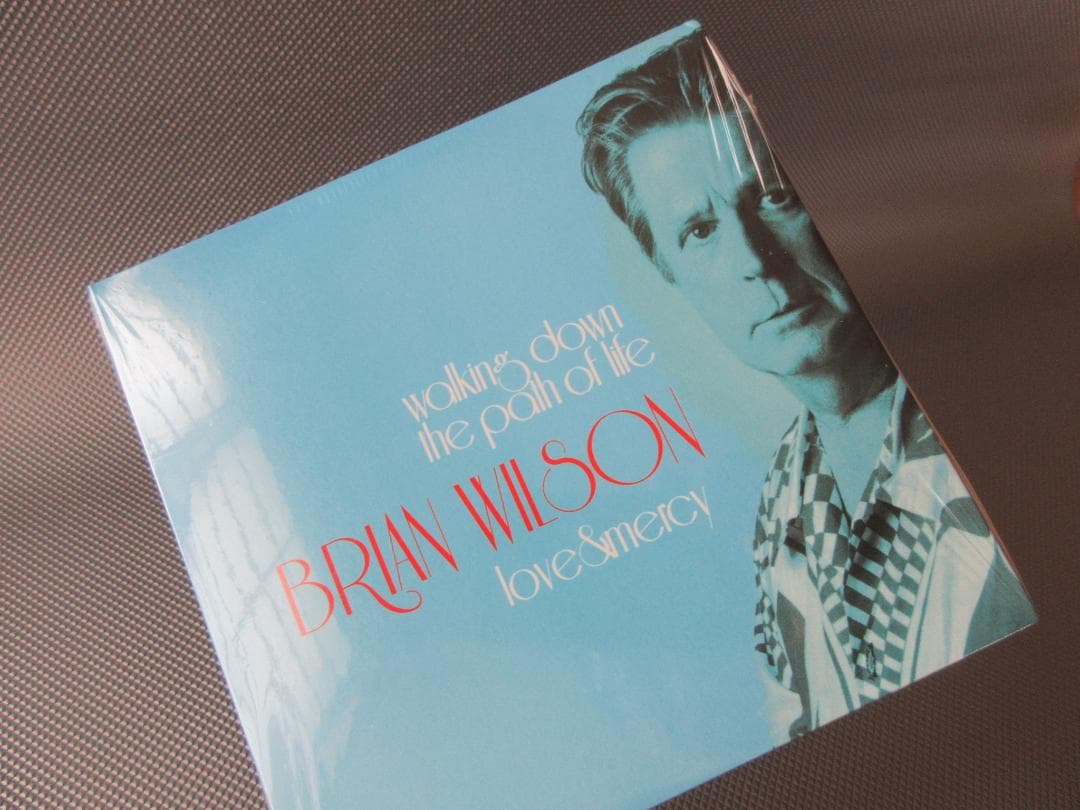 walking down
the path of life
BRIAN WILSON
love&mercy